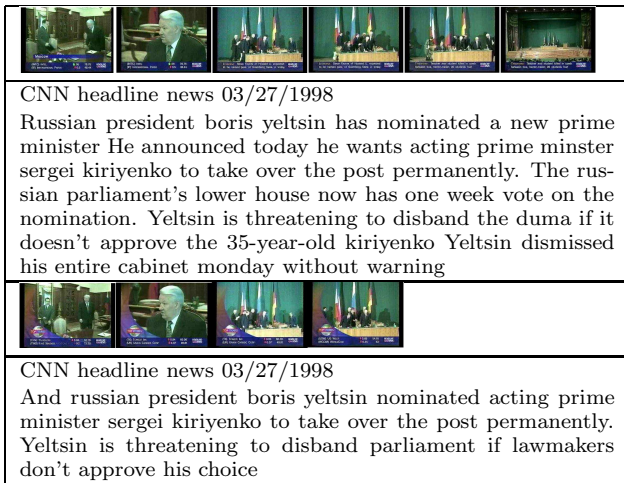 CNN headline news 03/27/1998
Russian president boris yeltsin has nominated a new prime
minister He announced today he wants acting prime minster
sergei kiriyenko to take over the post permanently. The rus-
sian parliament's lower house now has one week vote on the
nomination. Yeltsin is threatening to disband the duma if it
doesn't approve the 35-year-old kiriyenko Yeltsin dismissed
his entire cabinet monday without warning
CNN headline news 03/27/1998
And russian president boris yeltsin nominated acting prime
minister sergei kiriyenko to take over the post permanently.
Yeltsin is threatening to disband parliament if lawmakers
don't approve his choice